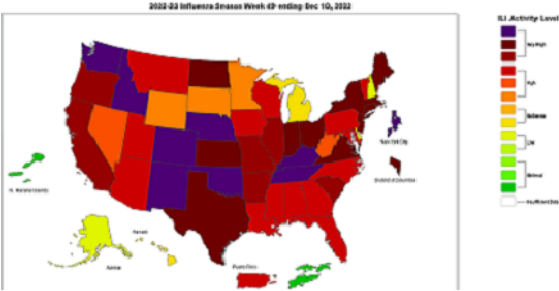 2022-23 Influenza Season Week 49 ending Dec 10, 2022
ILI Activity Level
Very High
High
Moderate
Low
Minimal
Insufficient Data
New York City
District of Columbia
N. Mariana Islands
Hawaii
Alaska
Puerto Rico